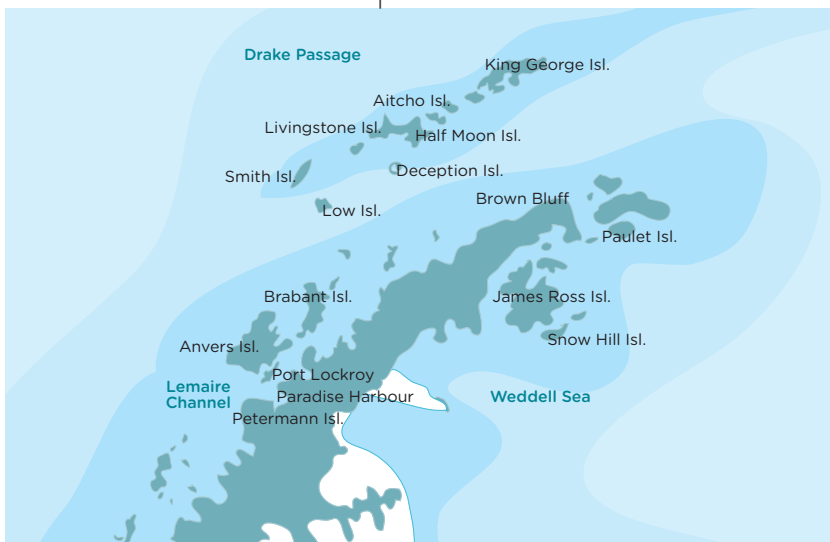 Drake Passage
King George Isl.
Aitcho Isl.
Livingstone Isl.
Half Moon Isl.
Deception Isl.
Smith Isl.
Brown Bluff
Low Isl.
Paulet Isl.
Brabant Isl.
James Ross Isl.
Snow Hill Isl.
Anvers Isl.
Port Lockroy
Lemaire
Channel
Paradise Harbour
Weddell Sea
Petermann Isl.